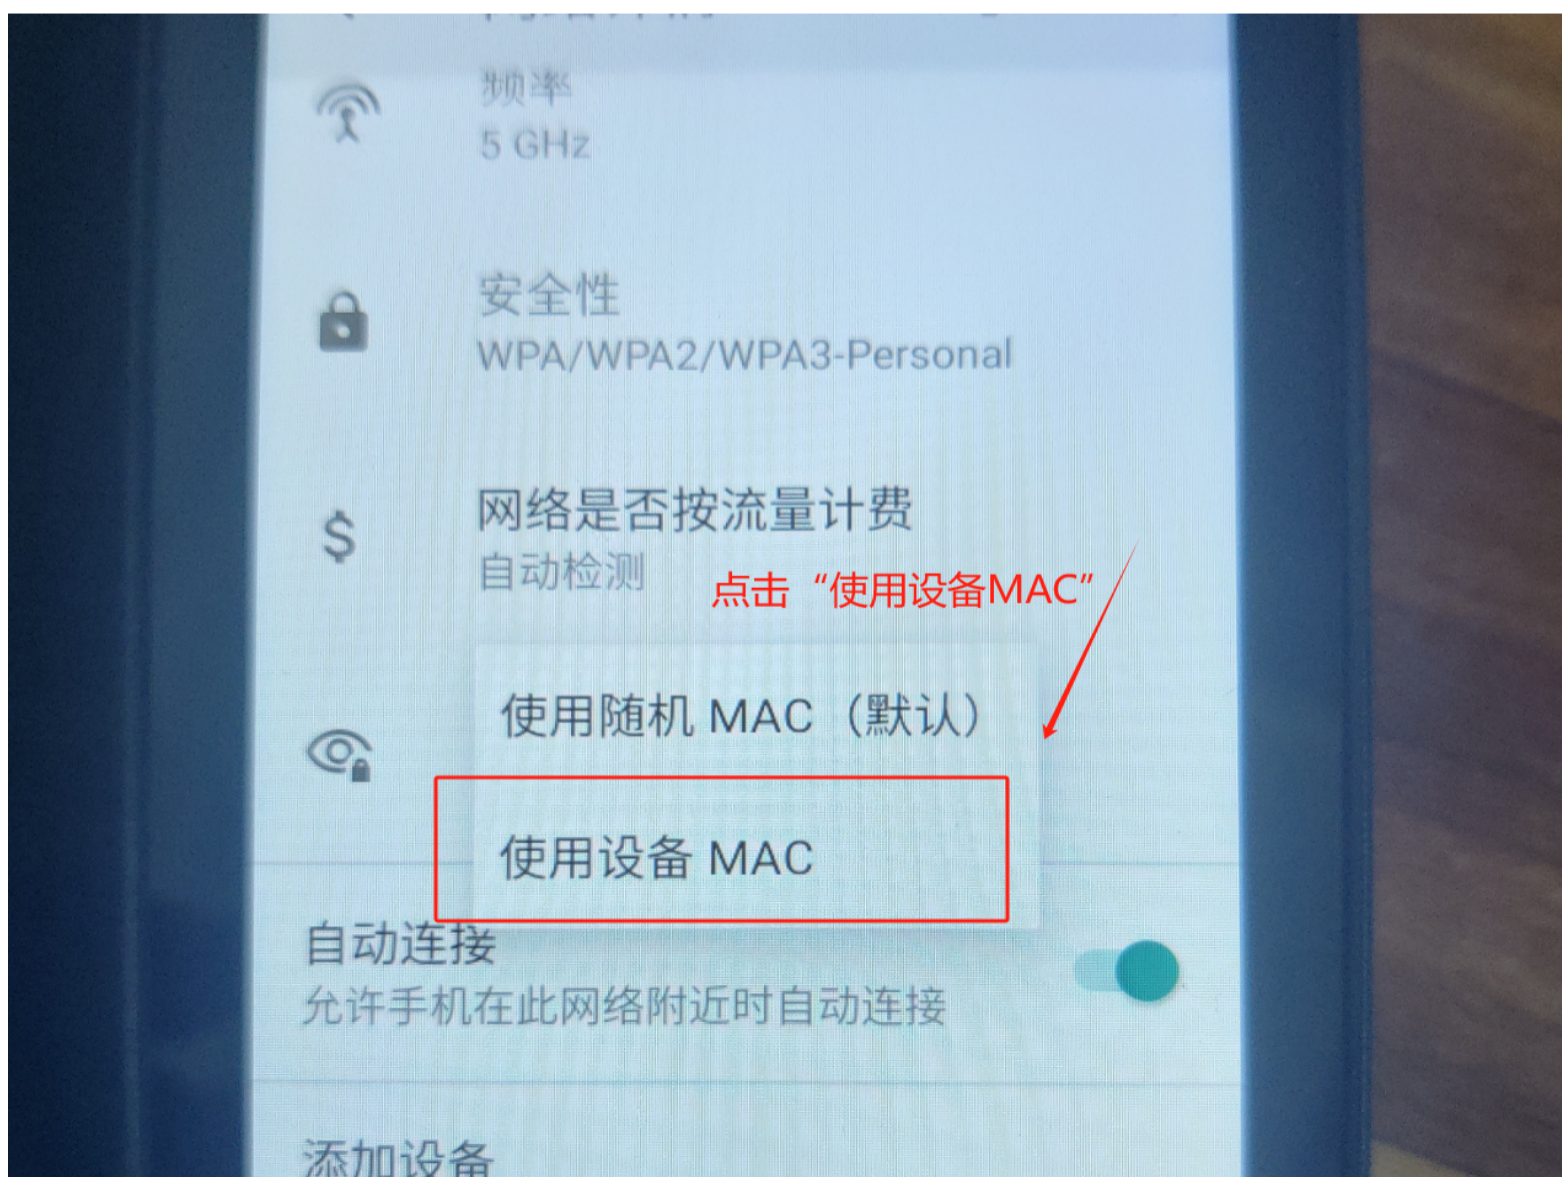 频率
5 GHz
安全性
WPA/WPA2/WPA3-Personal
网络是否按流量计费
自动检测
点击“使用设备MAC”
使用随机 MAC（默认）
使用设备 MAC
自动连接
允许手机在此网络附近时自动连接
添加设备